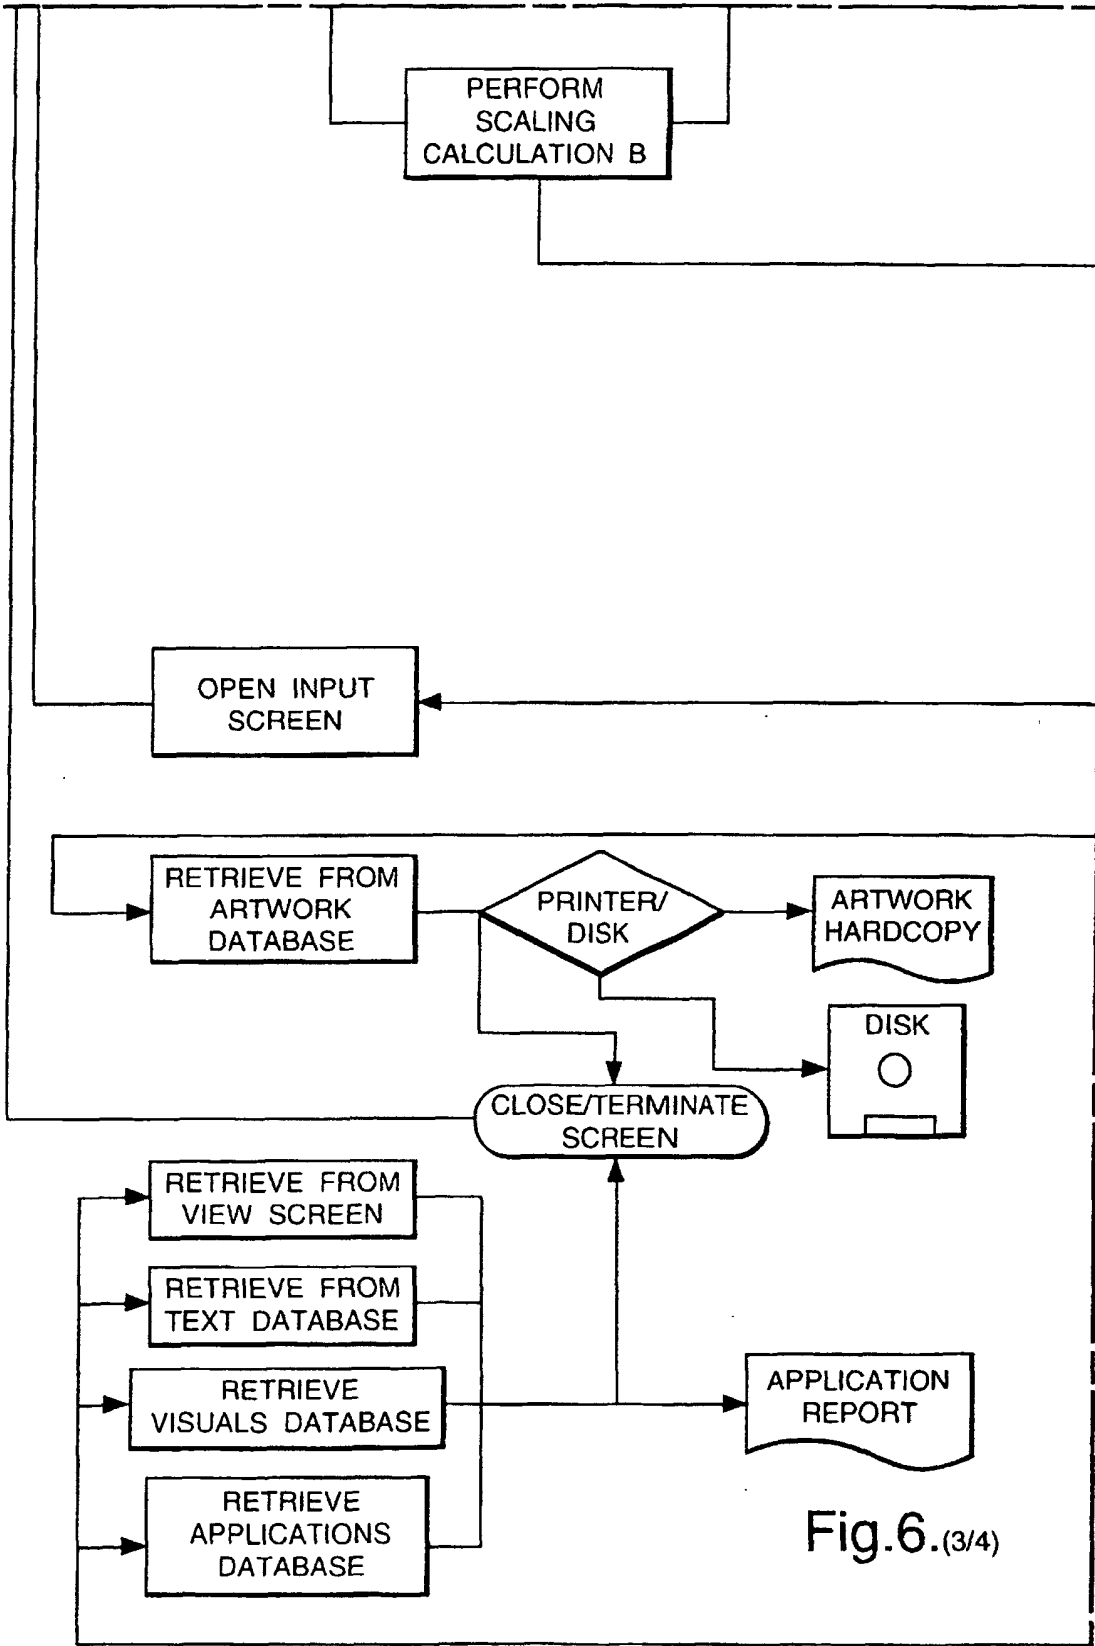 PERFORM
SCALING
CALCULATION B
OPEN INPUT
SCREEN
RETRIEVE FROM
ARTWORK
DATABASE
PRINTER/
DISK
ARTWORK
HARDCOPY
DISK
CLOSE/TERMINATE
SCREEN
RETRIEVE FROM
VIEW SCREEN
RETRIEVE FROM
TEXT DATABASE
RETRIEVE
VISUALS DATABASE
APPLICATION
REPORT
RETRIEVE
APPLICATIONS
DATABASE
Fig.6.(3/4)